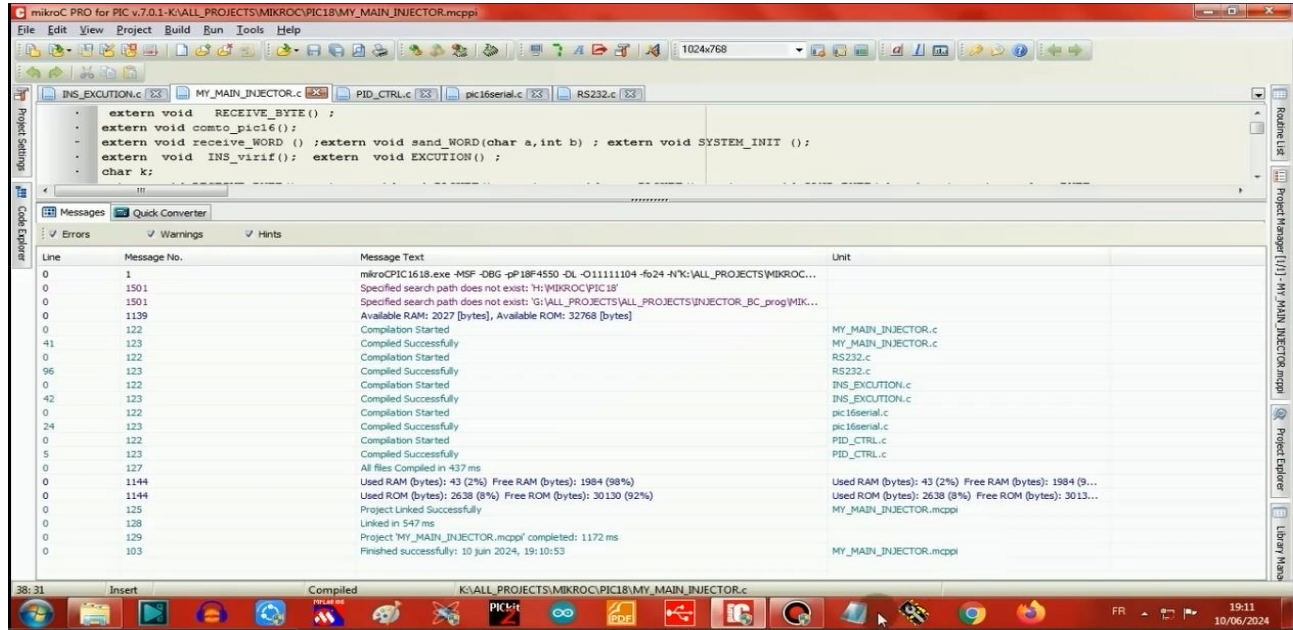 mikroC PRO for PIC v.7.0.1-K:\ALL_PROJECTS\MIKROC\PIC18\MY_MAIN_INJECTOR.mcppi
File Edit View Project Build Run Tools Help
1024x768
INS_EXCUTION.c MY_MAIN_INJECTOR.c PID_CTRL.c pic16serial.c RS232.c
extern void RECEIVE_BYTE() ;
extern void comto_pic16();
extern void receive_WORD () ;extern void sand_WORD(char a,int b) ; extern void SYSTEM_INIT ();
extern void INS_virif(); extern void EXCUTION() ;
char k;
Messages Quick Converter
Errors Warnings Hints
Line Message No. Message Text Unit
0 1 mikroCPIC1618.exe -MSF -DBG -pP18F4550 -DL -O11111104 -fo24 -N"K:\ALL_PROJECTS\MIKROC...
0 1501 Specified search path does not exist: 'H:\MIKROC\PIC18'
0 1501 Specified search path does not exist: 'G:\ALL_PROJECTS\ALL_PROJECTS\INJECTOR_BC_prog\MIK...
0 1139 Available RAM: 2027 [bytes], Available ROM: 32768 [bytes]
0 122 Compilation Started MY_MAIN_INJECTOR.c
41 123 Compiled Successfully MY_MAIN_INJECTOR.c
0 122 Compilation Started RS232.c
96 123 Compiled Successfully RS232.c
0 122 Compilation Started INS_EXCUTION.c
42 123 Compiled Successfully INS_EXCUTION.c
0 122 Compilation Started pic16serial.c
24 123 Compiled Successfully pic16serial.c
0 122 Compilation Started PID_CTRL.c
5 123 Compiled Successfully PID_CTRL.c
0 127 All files Compiled in 437 ms
0 1144 Used RAM (bytes): 43 (2%) Free RAM (bytes): 1984 (98%) Used RAM (bytes): 43 (2%) Free RAM (bytes): 1984 (9...
0 1144 Used ROM (bytes): 2638 (8%) Free ROM (bytes): 30130 (92%) Used ROM (bytes): 2638 (8%) Free ROM (bytes): 3013...
0 125 Project Linked Successfully MY_MAIN_INJECTOR.mcppi
0 128 Linked in 547 ms
0 129 Project 'MY_MAIN_INJECTOR.mcppi' completed: 1172 ms
0 103 Finished successfully: 10 juin 2024, 19:10:53 MY_MAIN_INJECTOR.mcppi
Project Settings
Code Explorer
Routine List
Project Manager [1/1] - MY_MAIN_INJECTOR.mcppi
Project Explorer
Library Mana
38: 31 Insert Compiled K:\ALL_PROJECTS\MIKROC\PIC18\MY_MAIN_INJECTOR.c
MPLAB IDE
PICkit 2
PDF
FR
19:11
10/06/2024